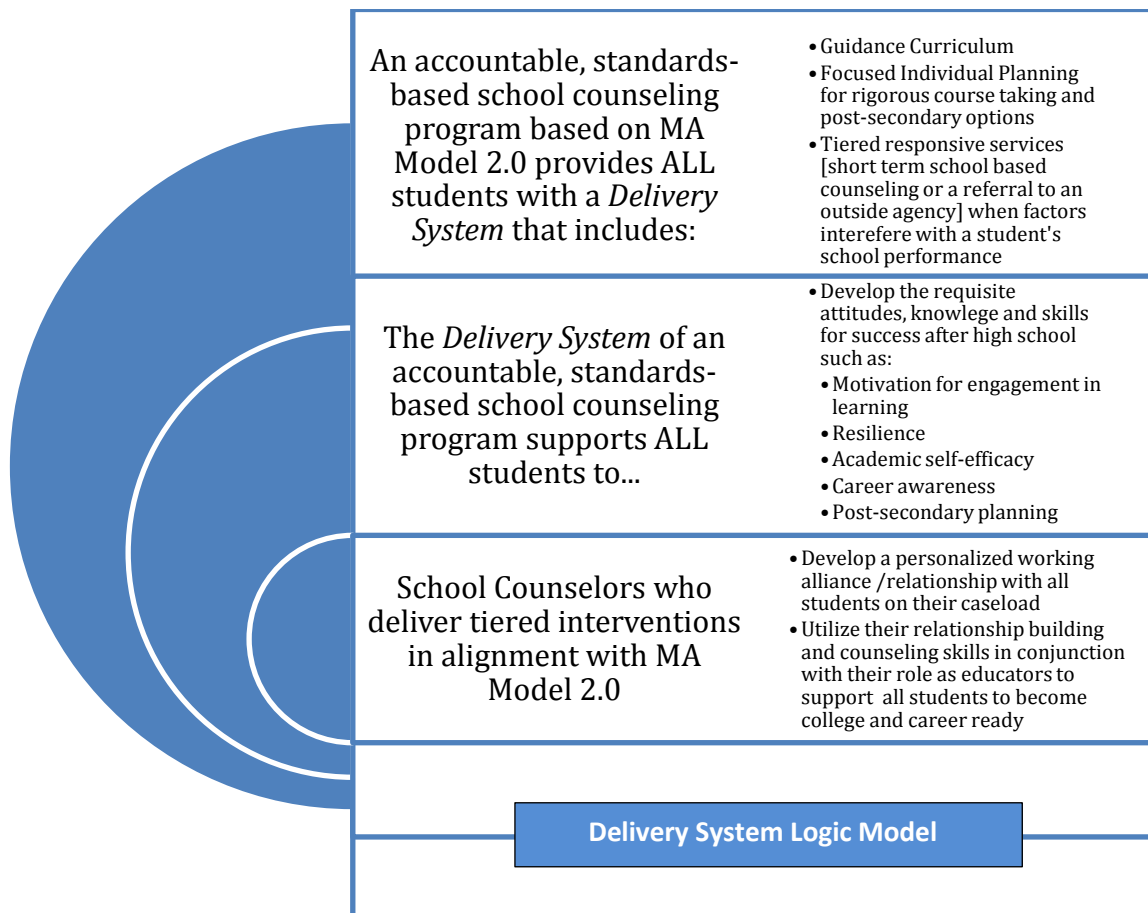 An accountable, standards-
based school counseling
program based on MA
Model 2.0 provides ALL
students with a Delivery
System that includes:
•Guidance Curriculum
•Focused Individual Planning
for rigorous course taking and
post-secondary options
•Tiered responsive services
[short term school based
counseling or a referral to an
outside agency] when factors
interefere with a student's
school performance
The Delivery System of an
accountable, standards-
based school counseling
program supports ALL
students to...
•Develop the requisite
attitudes, knowlege and skills
for success after high school
such as:
•Motivation for engagement in
learning
•Resilience
•Academic self-efficacy
•Career awareness
•Post-secondary planning
School Counselors who
deliver tiered interventions
in alignment with MA
Model 2.0
•Develop a personalized working
alliance /relationship with all
students on their caseload
•Utilize their relationship building
and counseling skills in conjunction
with their role as educators to
support all students to become
college and career ready
Delivery System Logic Model